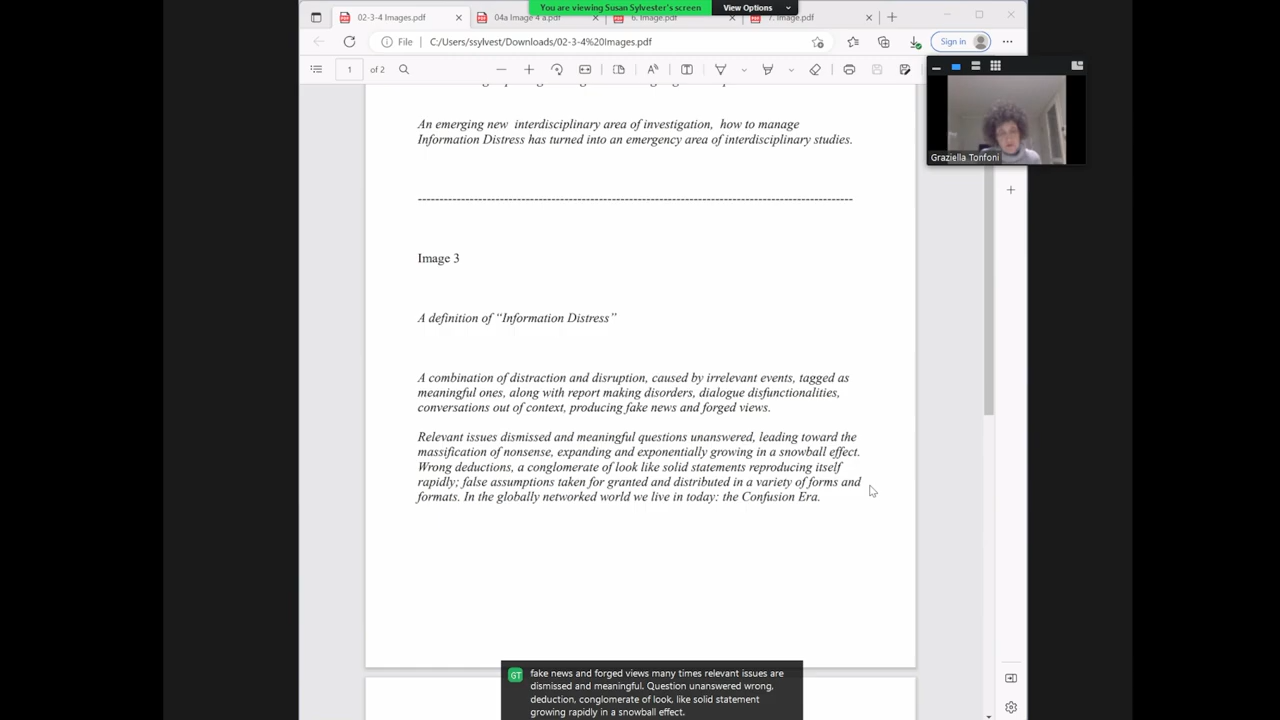 You are viewing Susan Sylvester's screen
View Options
02-3-4 Images.pdf
04a Image 4 a.pdf
6. Image.pdf
7. Image.pdf
File
C:/Users/ssylvest/Downloads/02-3-4%20Images.pdf
Sign in
1
of 2
An emerging new interdisciplinary area of investigation, how to manage
Information Distress has turned into an emergency area of interdisciplinary studies.
Graziella Tonfoni
Image 3
A definition of “Information Distress”
A combination of distraction and disruption, caused by irrelevant events, tagged as
meaningful ones, along with report making disorders, dialogue disfunctionalities,
conversations out of context, producing fake news and forged views.
Relevant issues dismissed and meaningful questions unanswered, leading toward the
massification of nonsense, expanding and exponentially growing in a snowball effect.
Wrong deductions, a conglomerate of look like solid statements reproducing itself
rapidly; false assumptions taken for granted and distributed in a variety of forms and
formats. In the globally networked world we live in today: the Confusion Era.
GT
fake news and forged views many times relevant issues are
dismissed and meaningful. Question unanswered wrong,
deduction, conglomerate of look, like solid statement
growing rapidly in a snowball effect.